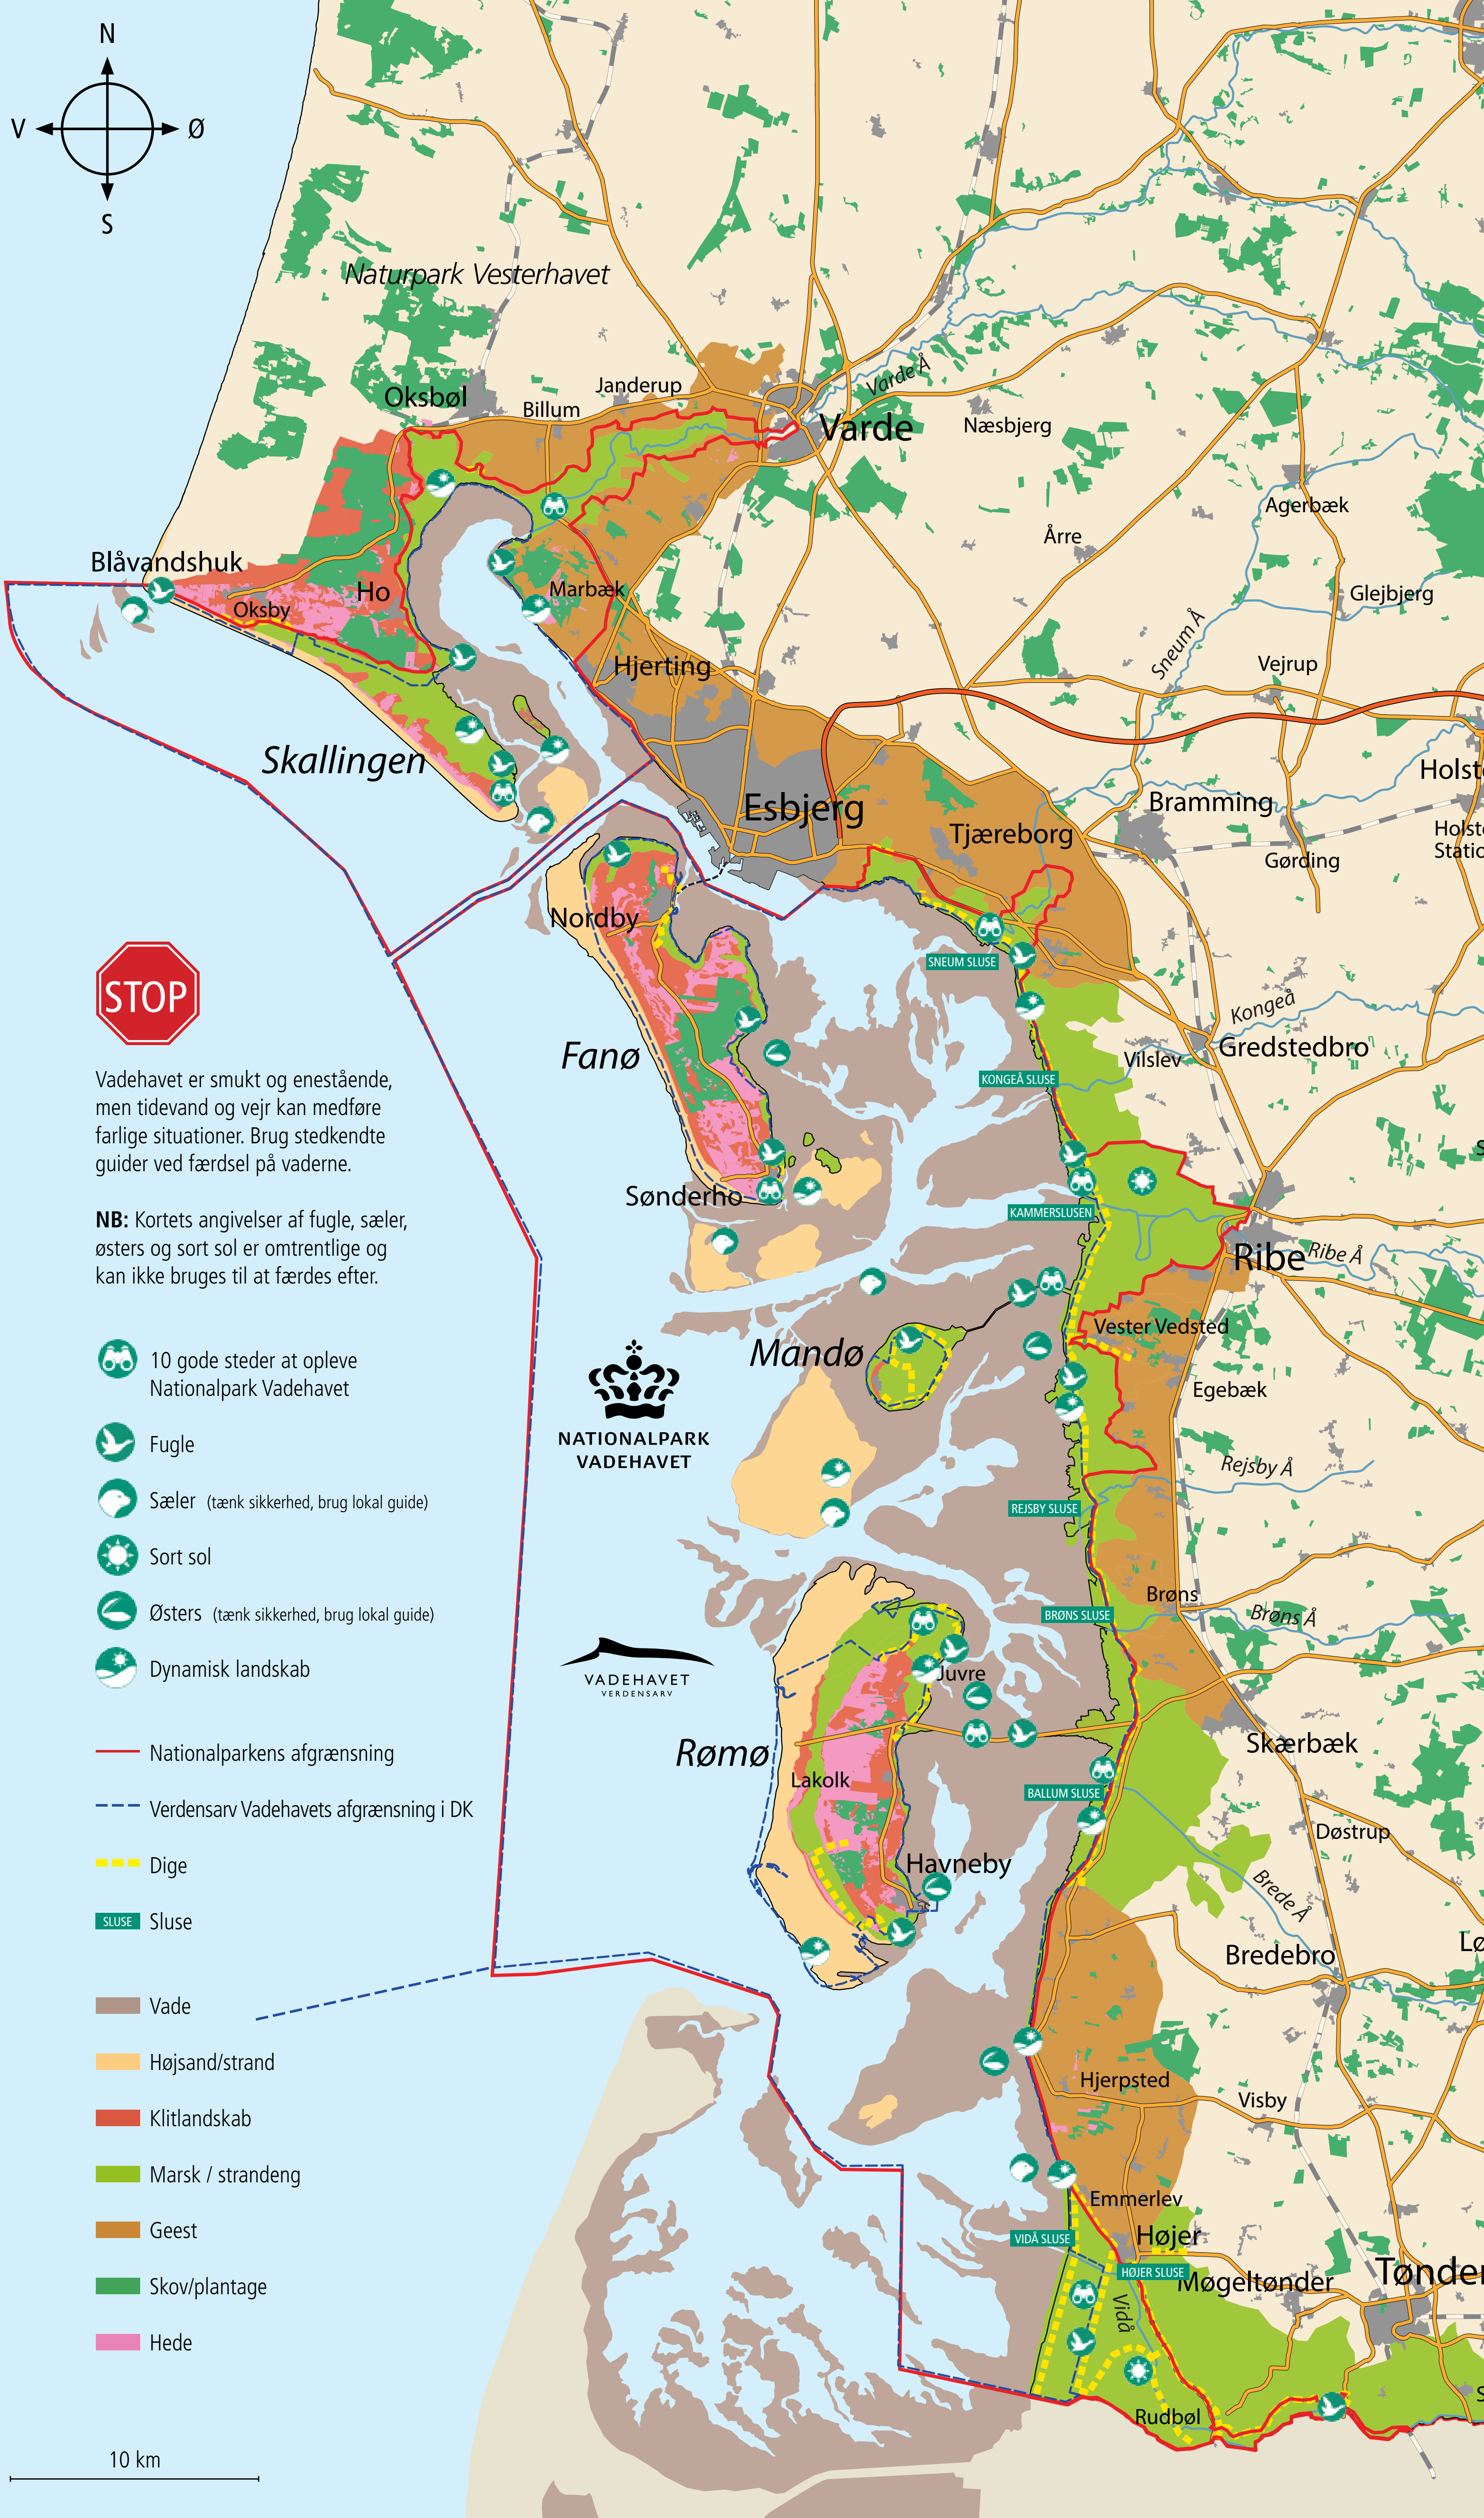 N
V
Ø
S
Naturpark Vesterhavet
Oksbøl
Billum
Janderup
Varde
Varde Å
Næsbjerg
Agerbæk
Årre
Glejbjerg
Sneum Å
Vejrup
Blåvandshuk
Oksby
Ho
Marbæk
Hjerting
Skallingen
Esbjerg
Tjæreborg
Bramming
Gørding
Holst
Holst
Statio
Nordby
SNEUM SLUSE
Kongeå
Gredstedbro
Vilslev
KONGEÅ SLUSE
Fanø
Sønderho
KAMMERSLUSEN
Ribe
Ribe Å
STOP
Vadehavet er smukt og enestående,
men tidevand og vejr kan medføre
farlige situationer. Brug stedkendte
guider ved færdsel på vaderne.
NB: Kortets angivelser af fugle, sæler,
østers og sort sol er omtrentlige og
kan ikke bruges til at færdes efter.
10 gode steder at opleve
Nationalpark Vadehavet
Fugle
Sæler (tænk sikkerhed, brug lokal guide)
Sort sol
Østers (tænk sikkerhed, brug lokal guide)
Dynamisk landskab
Nationalparkens afgrænsning
Verdensarv Vadehavets afgrænsning i DK
Dige
SLUSE Sluse
Vade
Højsand/strand
Klitlandskab
Marsk / strandeng
Geest
Skov/plantage
Hede
10 km
NATIONALPARK
VADEHAVET
VADEHAVET
VERDENSARV
Mandø
Vester Vedsted
Egebæk
Rejsby Å
REJSBY SLUSE
Brøns
BRØNS SLUSE
Brøns Å
Juvre
Rømø
Lakolk
Skærbæk
BALLUM SLUSE
Døstrup
Havneby
Brede Å
Bredebro
Lø
Hjerpsted
Visby
Emmerlev
VIDÅ SLUSE
Højer
HØJER SLUSE
Møgeltønder
Tønder
Vidå
Rudbøl
S
S